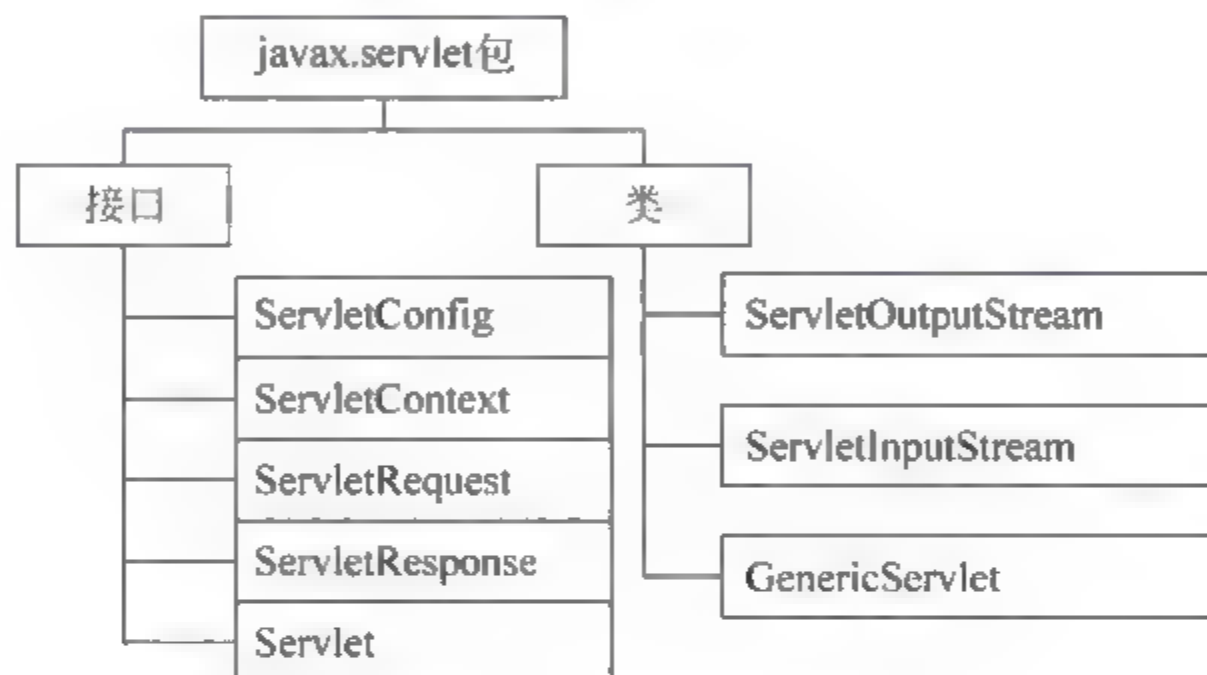 javax.servlet包
接口
类
ServletConfig
ServletContext
ServletRequest
ServletResponse
Servlet
ServletOutputStream
ServletInputStream
GenericServlet